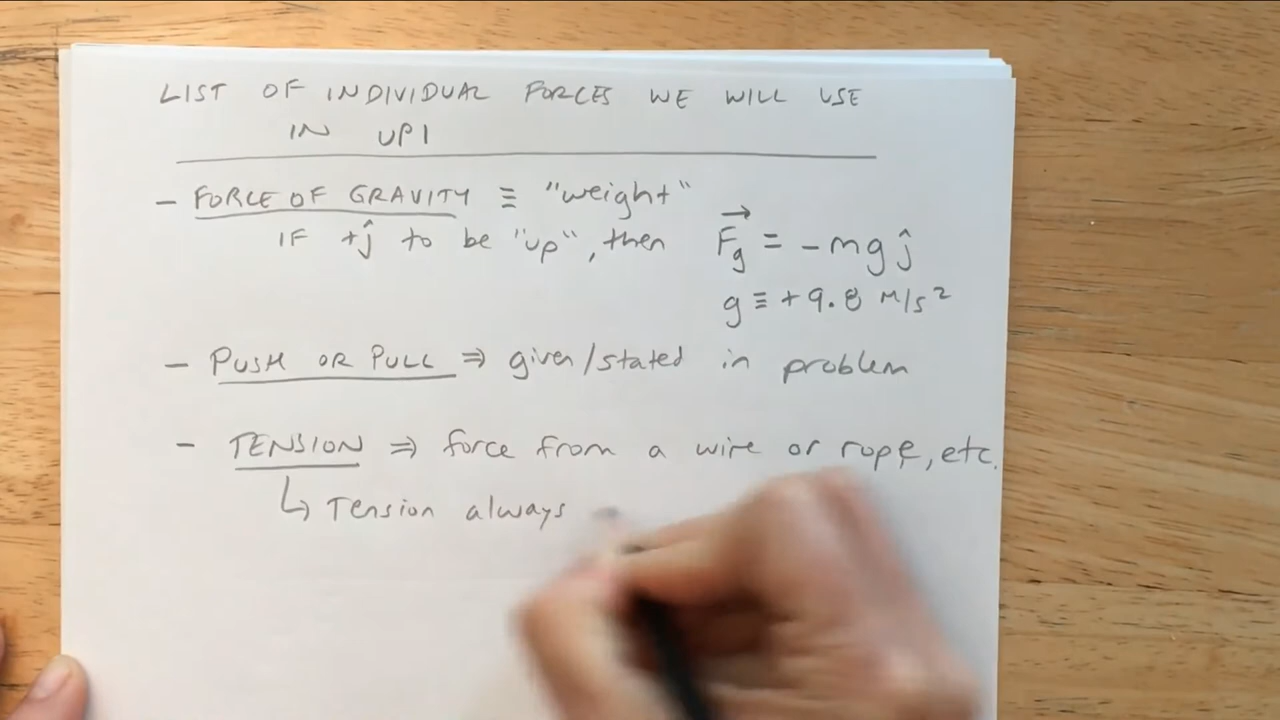 LIST OF INDIVIDUAL FORCES WE WILL USE
IN UP1
- FORCE OF GRAVITY ≡ "weight"
IF +ĵ to be "up", then F⃗g = -mgĵ
g ≡ +9.8 M/s²
- PUSH OR PULL ⇒ given/stated in problem
- TENSION ⇒ force from a wire or rope, etc.
↳ Tension always